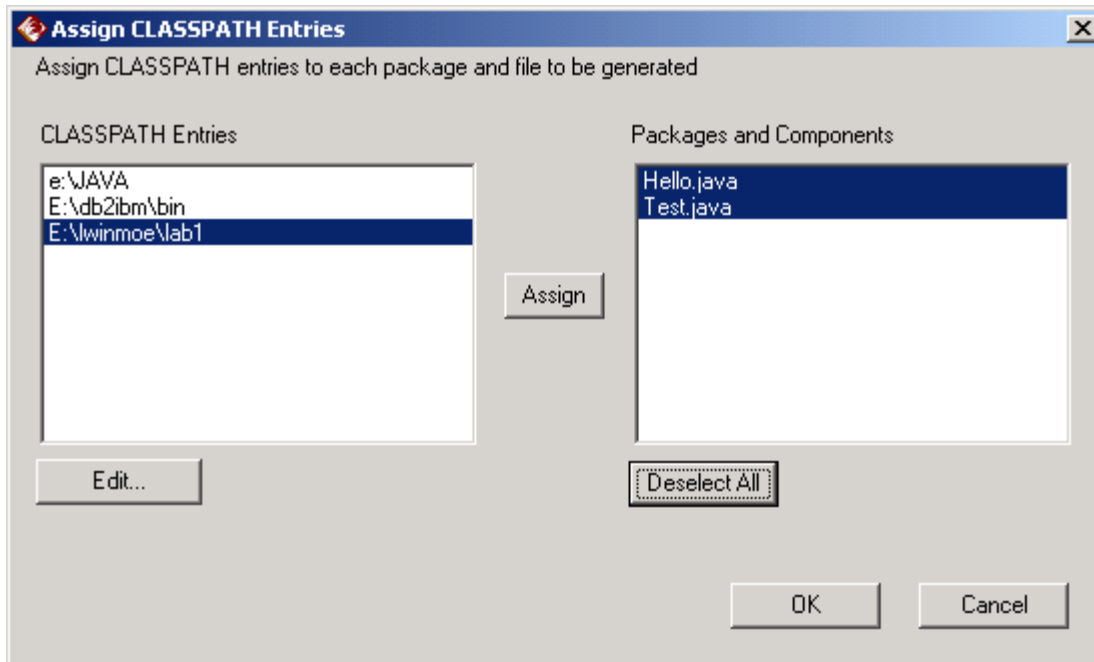 Assign CLASSPATH Entries
Assign CLASSPATH entries to each package and file to be generated
CLASSPATH Entries
e:\JAVA
E:\db2ibm\bin
E:\lwinmoe\lab1
Edit...
Assign
Packages and Components
Hello.java
Test.java
Deselect All
OK
Cancel